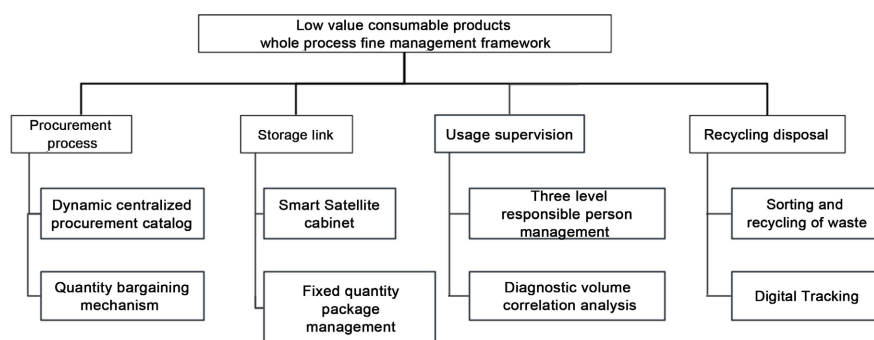 Low value consumable products
whole process fine management framework
Procurement
process
Storage link
Usage supervision
Recycling disposal
Dynamic centralized
procurement catalog
Smart Satellite
cabinet
Three level
responsible person
management
Sorting and
recycling of waste
Quantity bargaining
mechanism
Fixed quantity
package
management
Diagnostic volume
correlation analysis
Digital Tracking